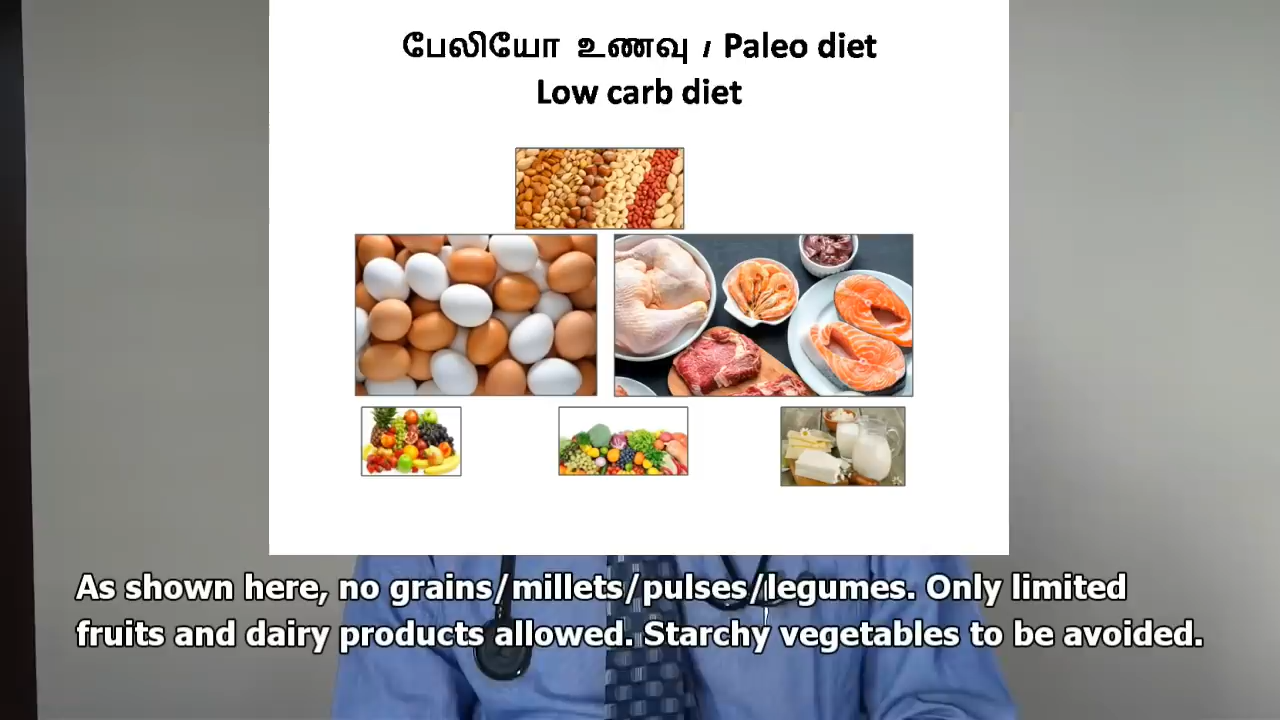 பேலியோ உணவு / Paleo diet
Low carb diet
As shown here, no grains/millets/pulses/legumes. Only limited
fruits and dairy products allowed. Starchy vegetables to be avoided.